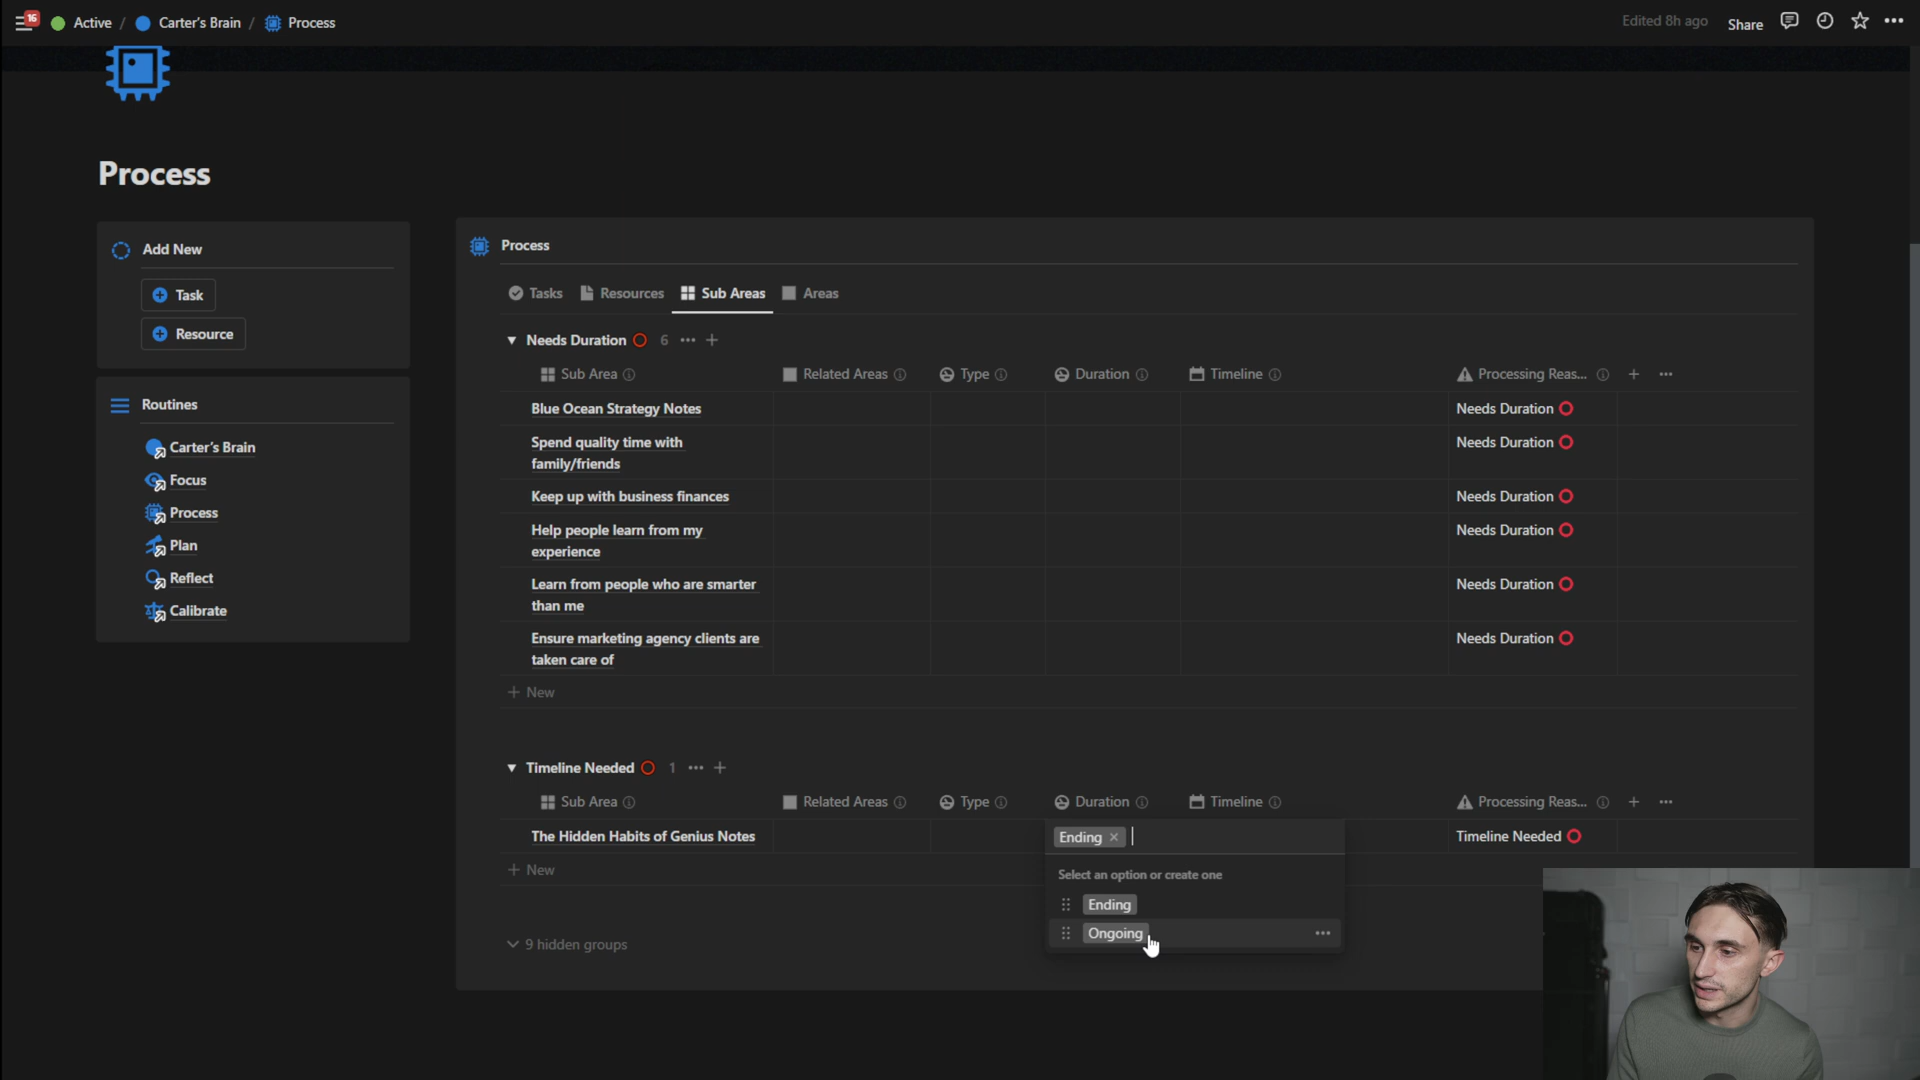 16
Active / Carter's Brain / Process
Edited 8h ago
Share
Process
Add New
Task
Resource
Routines
Carter's Brain
Focus
Process
Plan
Reflect
Calibrate
Process
Tasks Resources Sub Areas Areas
Needs Duration 6
Sub Area Related Areas Type Duration Timeline Processing Reas...
Blue Ocean Strategy Notes Needs Duration
Spend quality time with Needs Duration
family/friends
Keep up with business finances Needs Duration
Help people learn from my Needs Duration
experience
Learn from people who are smarter Needs Duration
than me
Ensure marketing agency clients are Needs Duration
taken care of
+ New
Timeline Needed 1
Sub Area Related Areas Type Duration Timeline Processing Reas...
The Hidden Habits of Genius Notes Ending Timeline Needed
+ New
Select an option or create one
Ending
Ongoing
9 hidden groups